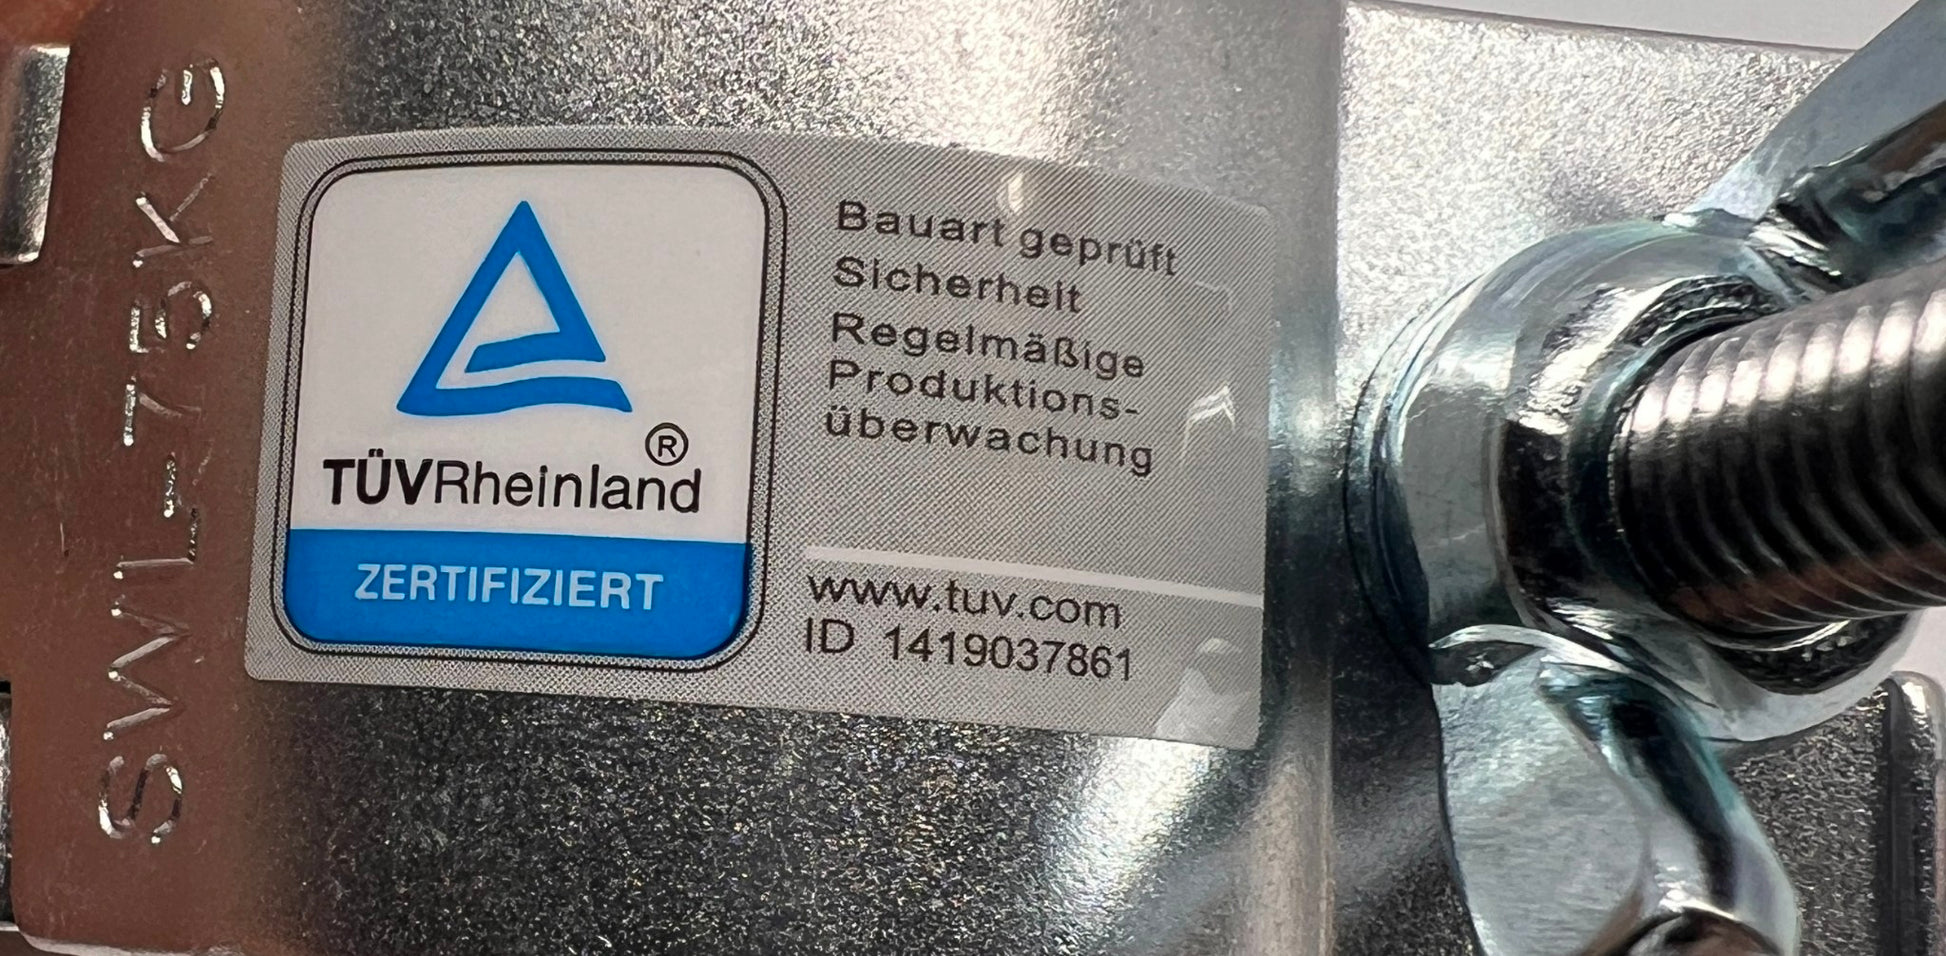 SWL-75KG
TÜVRheinland®
ZERTIFIZIERT
Bauart geprüft
Sicherheit
Regelmäßige
Produktions-
überwachung
www.tuv.com
ID 1419037861